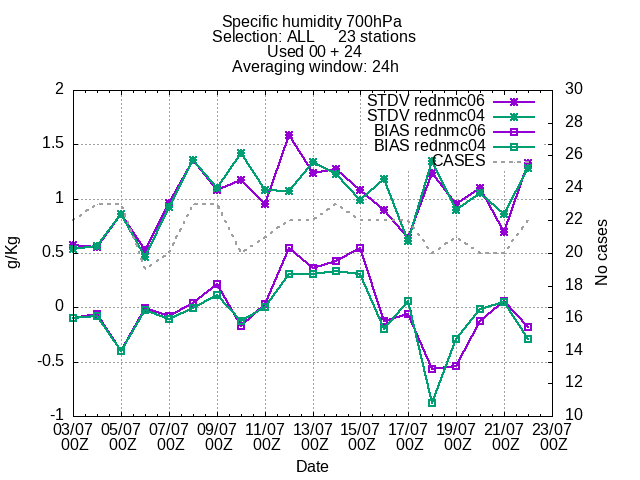 Specific humidity 700hPa
Selection: ALL 23 stations
Used 00 + 24
Averaging window: 24h
STDV rednmc06
STDV rednmc04
BIAS rednmc06
BIAS rednmc04
CASES
2
1.5
1
0.5
0
-0.5
-1
g/Kg
30
28
26
24
22
20
18
16
14
12
10
No cases
03/07 05/07 07/07 09/07 11/07 13/07 15/07 17/07 19/07 21/07 23/07
00Z 00Z 00Z 00Z 00Z 00Z 00Z 00Z 00Z 00Z 00Z
Date